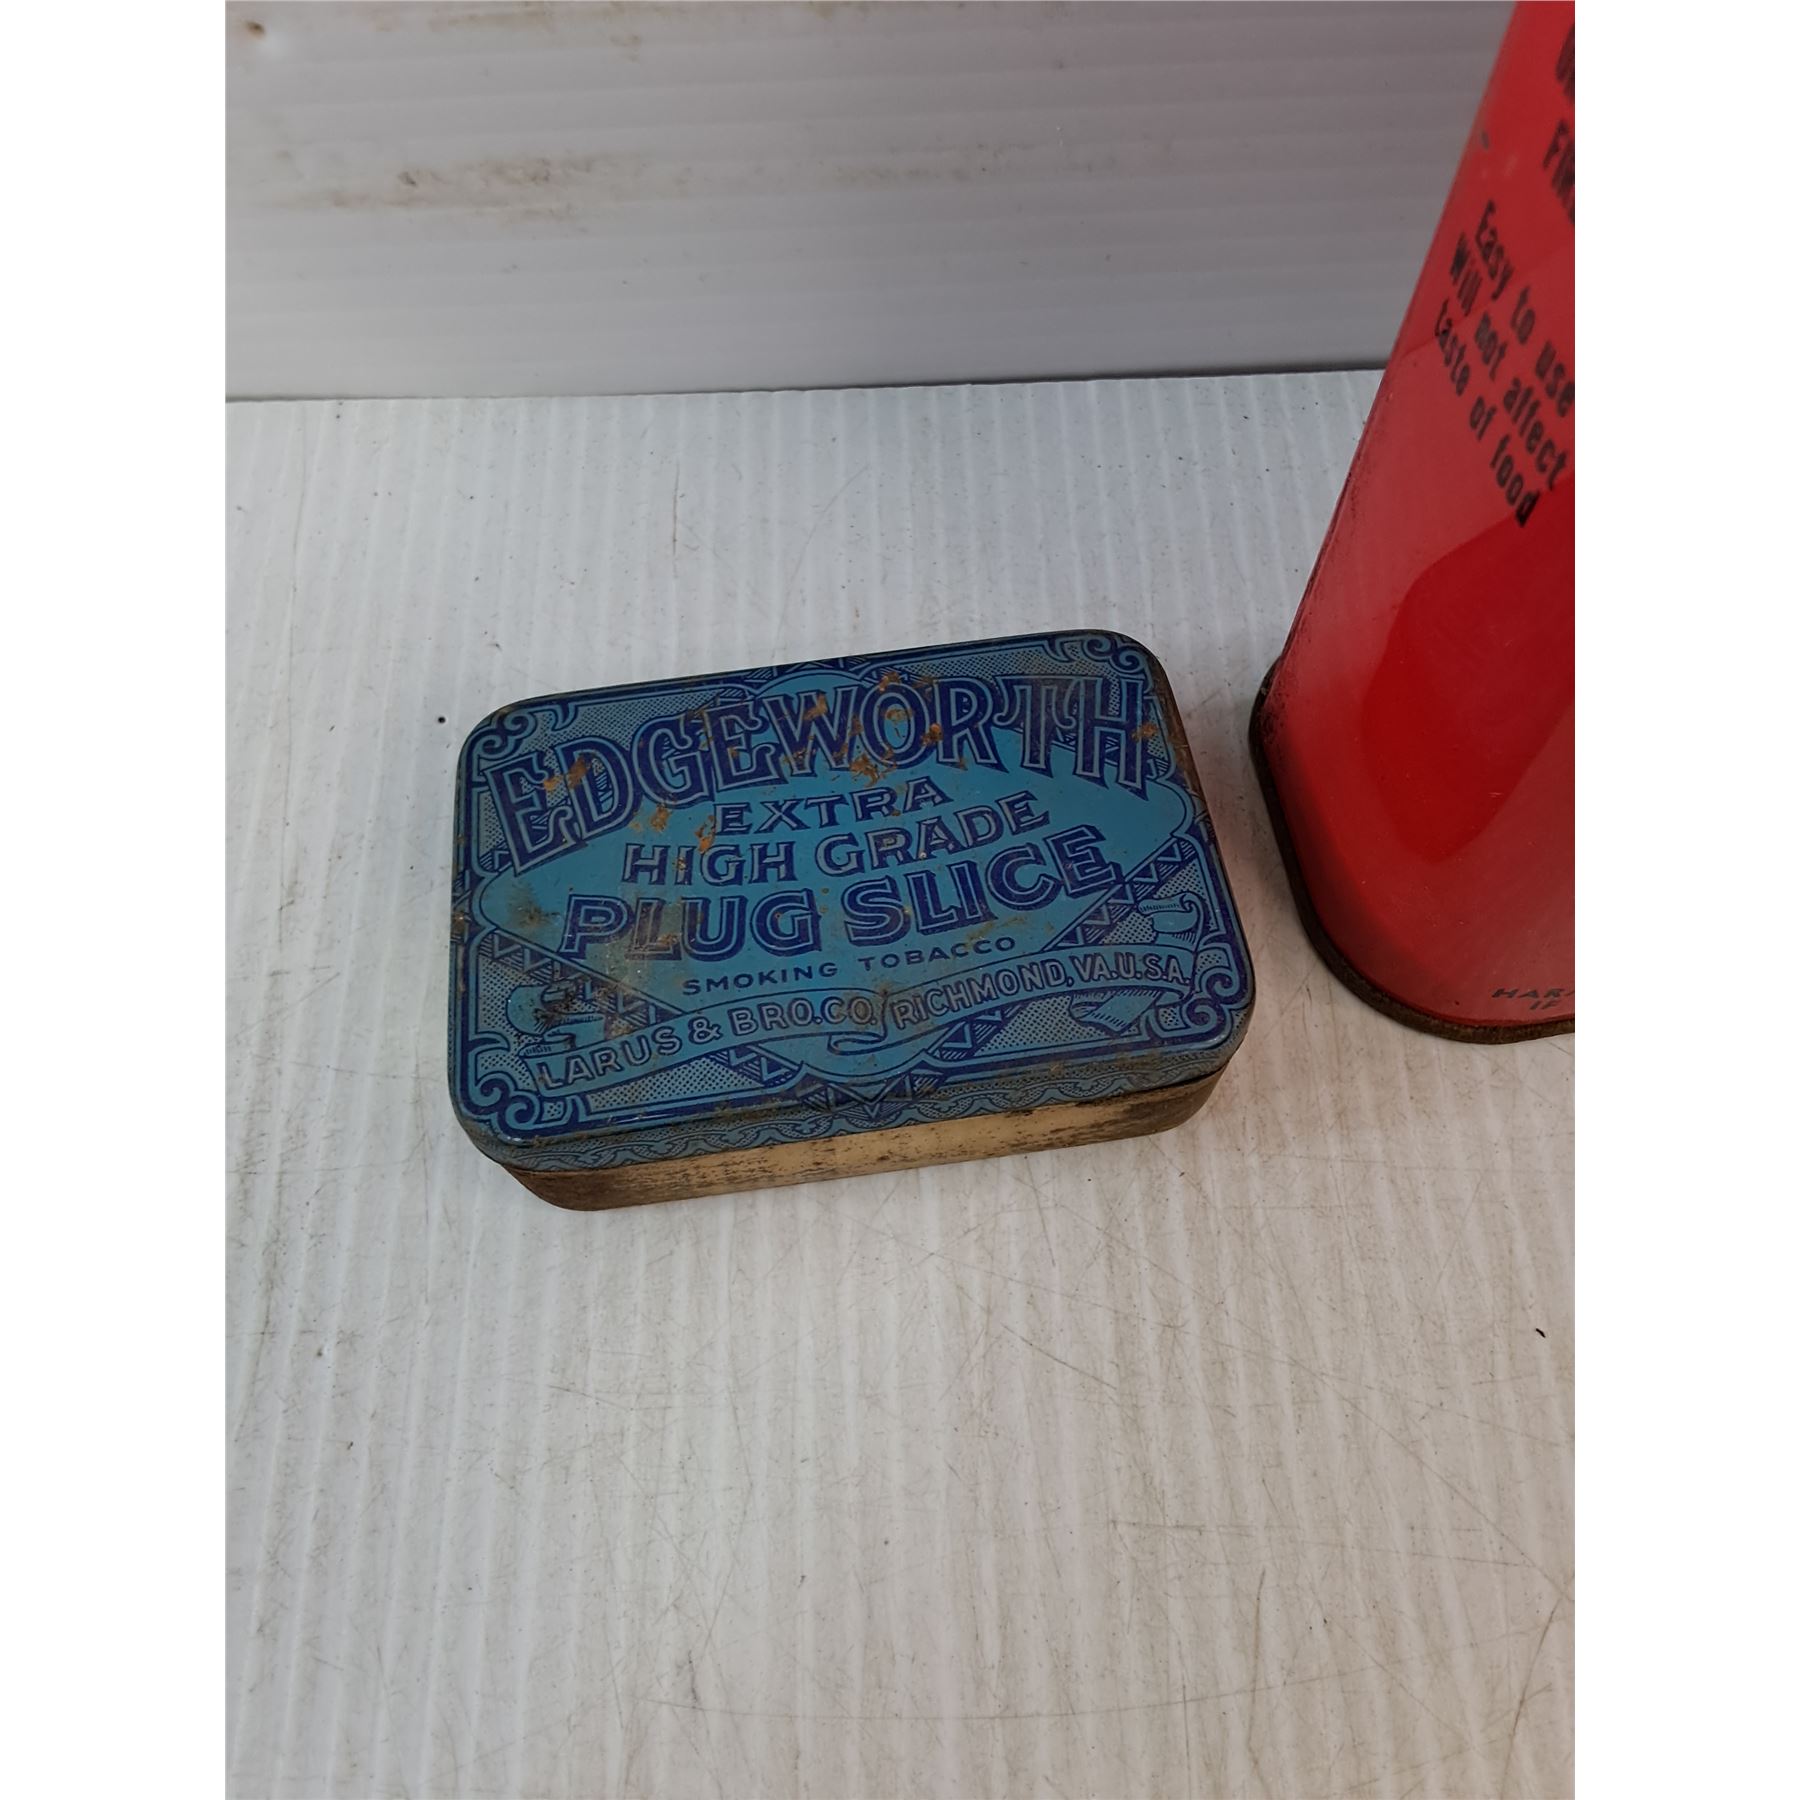 EDGEWORTH
EXTRA
HIGH GRADE
PLUG SLICE
SMOKING TOBACCO
LARUS & BRO. CO. RICHMOND, VA. U.S.A.
Easy to use
will not affect
taste of food